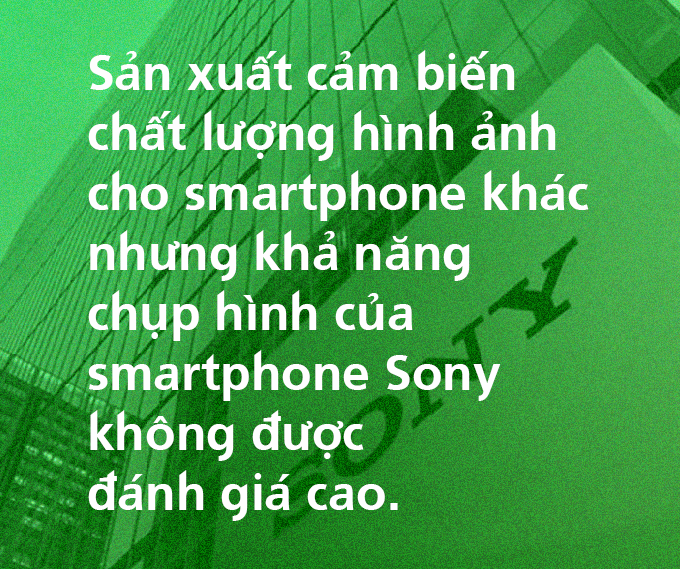 Sản xuất cảm biến
chất lượng hình ảnh
cho smartphone khác
nhưng khả năng
chụp hình của
smartphone Sony
không được
đánh giá cao.
SONY